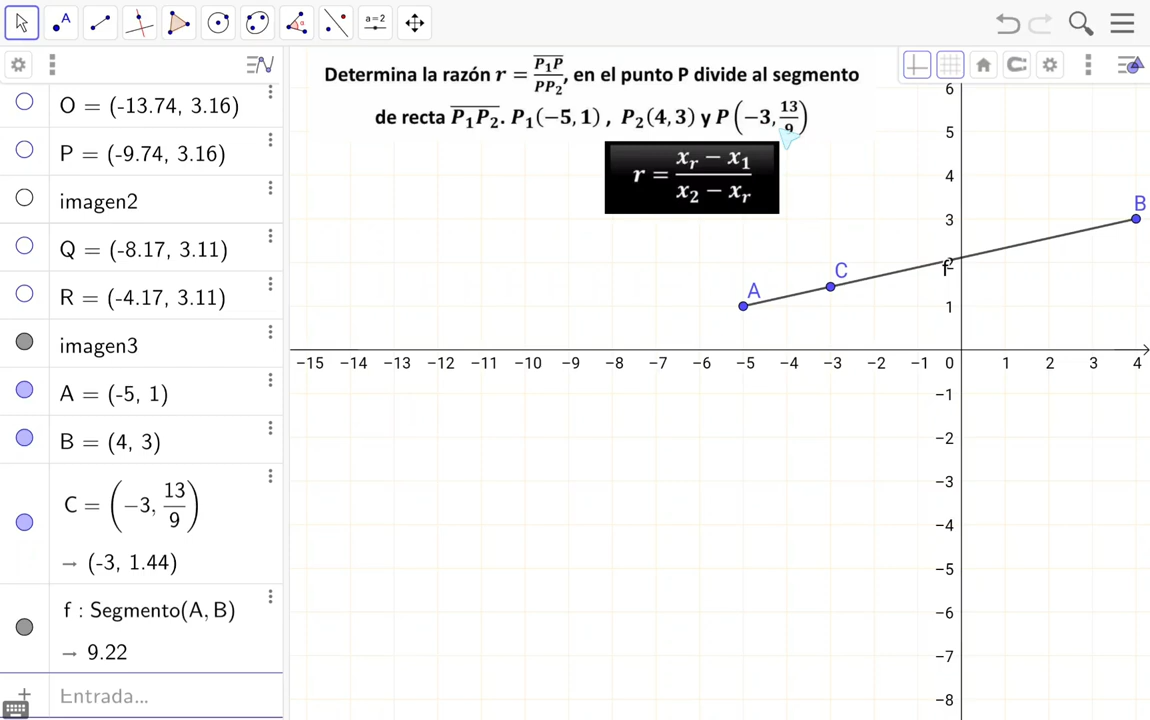 a=2
O = (-13.74, 3.16)
P = (-9.74, 3.16)
imagen2
Q = (-8.17, 3.11)
R = (-4.17, 3.11)
imagen3
A = (-5, 1)
B = (4, 3)
C = (−3, 13/9)
→ (-3, 1.44)
f : Segmento(A, B)
→ 9.22
Entrada...
Determina la razón r = P₁P/PP₂, en el punto P divide al segmento
de recta P₁P₂. P₁(−5, 1) , P₂(4, 3) y P(−3, 13/9)
r = (xᵣ − x₁)/(x₂ − xᵣ)
6
5
4
3
2
1
B
C
A
f
−15 −14 −13 −12 −11 −10 −9 −8 −7 −6 −5 −4 −3 −2 −1 0 1 2 3 4
−1
−2
−3
−4
−5
−6
−7
−8